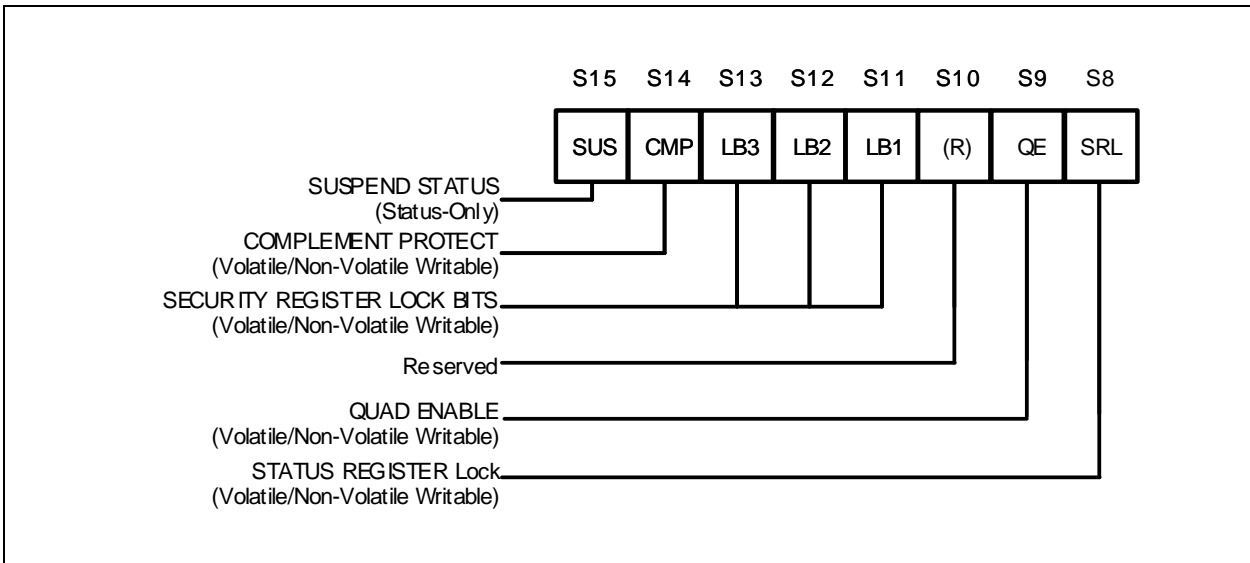 S15 S14 S13 S12 S11 S10 S9 S8
SUS CMP LB3 LB2 LB1 (R) QE SRL
SUSPEND STATUS
(Status-Only)
COMPLEMENT PROTECT
(Volatile/Non-Volatile Writable)
SECURITY REGISTER LOCK BITS
(Volatile/Non-Volatile Writable)
Reserved
QUAD ENABLE
(Volatile/Non-Volatile Writable)
STATUS REGISTER Lock
(Volatile/Non-Volatile Writable)